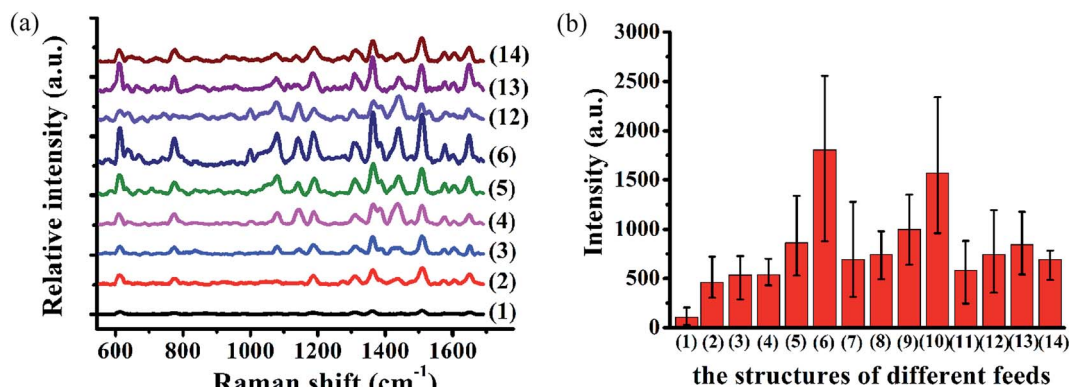 (a)
Relative intensity (a.u.)
(14)
(13)
(12)
(6)
(5)
(4)
(3)
(2)
(1)
600 800 1000 1200 1400 1600
Raman shift (cm⁻¹)
(b)
Intensity (a.u.)
3000
2500
2000
1500
1000
500
0
(1) (2) (3) (4) (5) (6) (7) (8) (9) (10) (11) (12) (13) (14)
the structures of different feeds